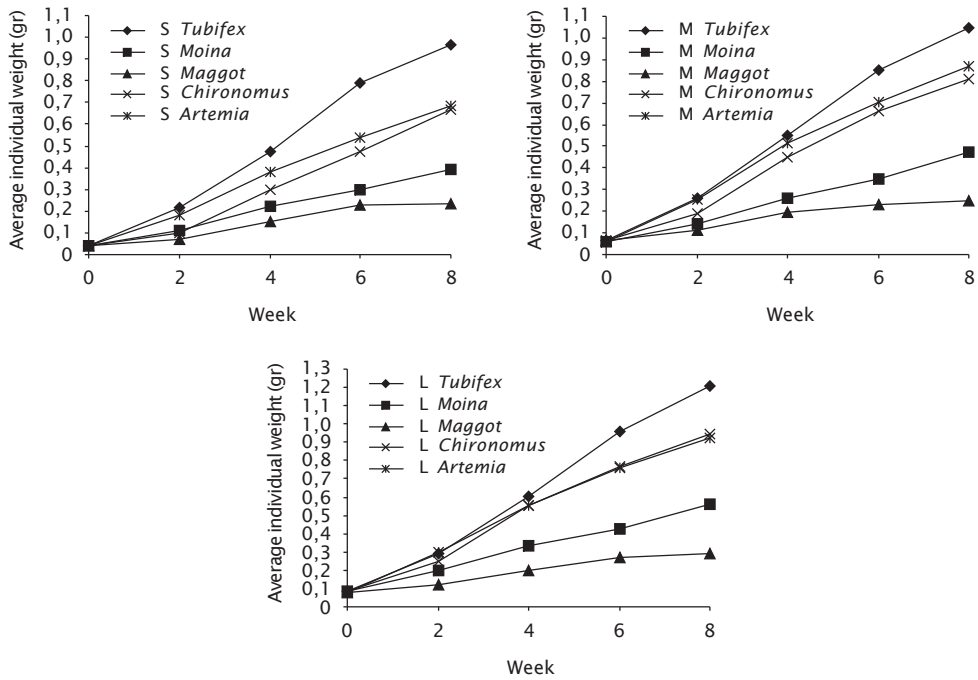 Average individual weight (gr)
1,1
1,0
0,9
0,8
0,7
0,6
0,5
0,4
0,3
0,2
0,1
0
S Tubifex
S Moina
S Maggot
S Chironomus
S Artemia
0 2 4 6 8
Week
Average individual weight (gr)
1,1
1,0
0,9
0,8
0,7
0,6
0,5
0,4
0,3
0,2
0,1
0
M Tubifex
M Moina
M Maggot
M Chironomus
M Artemia
0 2 4 6 8
Week
Average individual weight (gr)
1,3
1,2
1,1
1,0
0,9
0,8
0,7
0,6
0,5
0,4
0,3
0,2
0,1
0
L Tubifex
L Moina
L Maggot
L Chironomus
L Artemia
0 2 4 6 8
Week